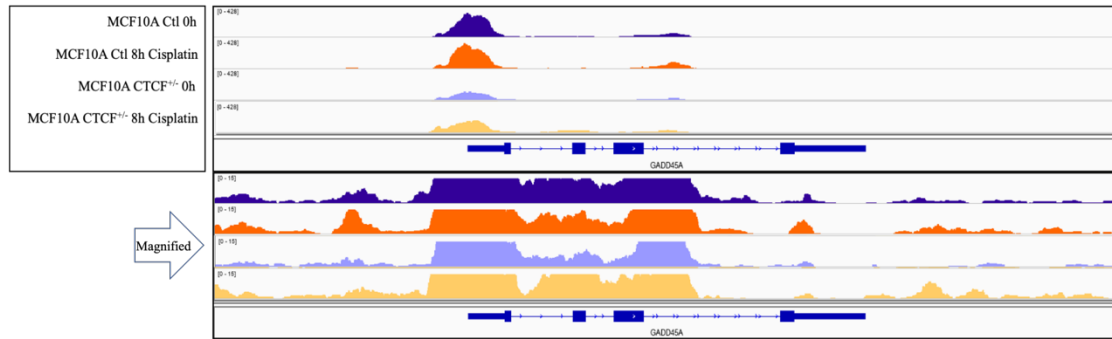 MCF10A Ctl 0h
MCF10A Ctl 8h Cisplatin
MCF10A CTCF+/- 0h
MCF10A CTCF+/- 8h Cisplatin
[0 - 428]
[0 - 428]
[0 - 428]
[0 - 428]
GADD45A
Magnified
[0 - 15]
[0 - 15]
[0 - 15]
[0 - 15]
GADD45A